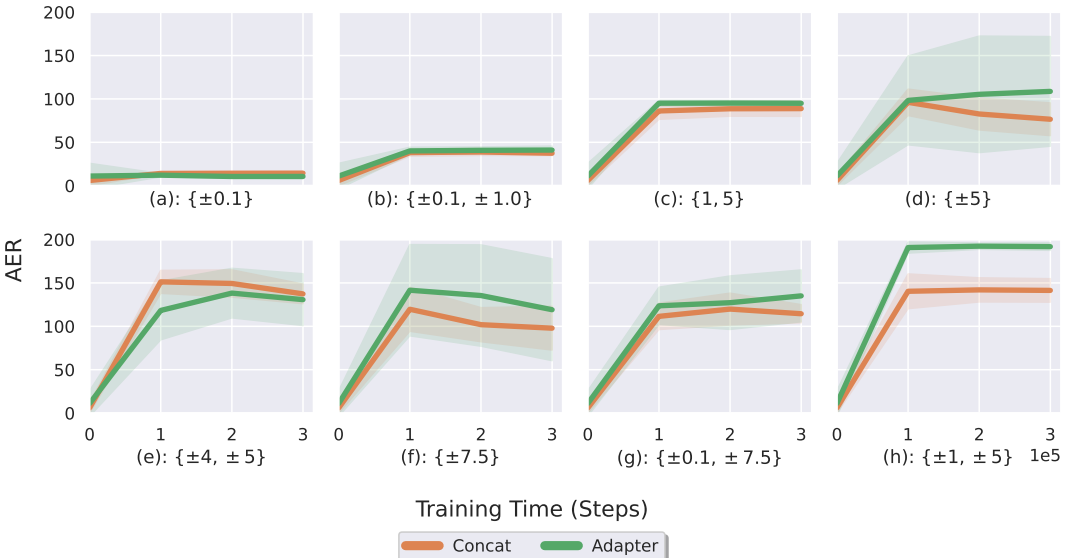 200
150
100
50
0
(a): {±0.1}
(b): {±0.1, ±1.0}
(c): {1, 5}
(d): {±5}
AER
200
150
100
50
0
0 1 2 3
0 1 2 3
0 1 2 3
0 1 2 3
1e5
(e): {±4, ±5}
(f): {±7.5}
(g): {±0.1, ±7.5}
(h): {±1, ±5}
Training Time (Steps)
Concat Adapter